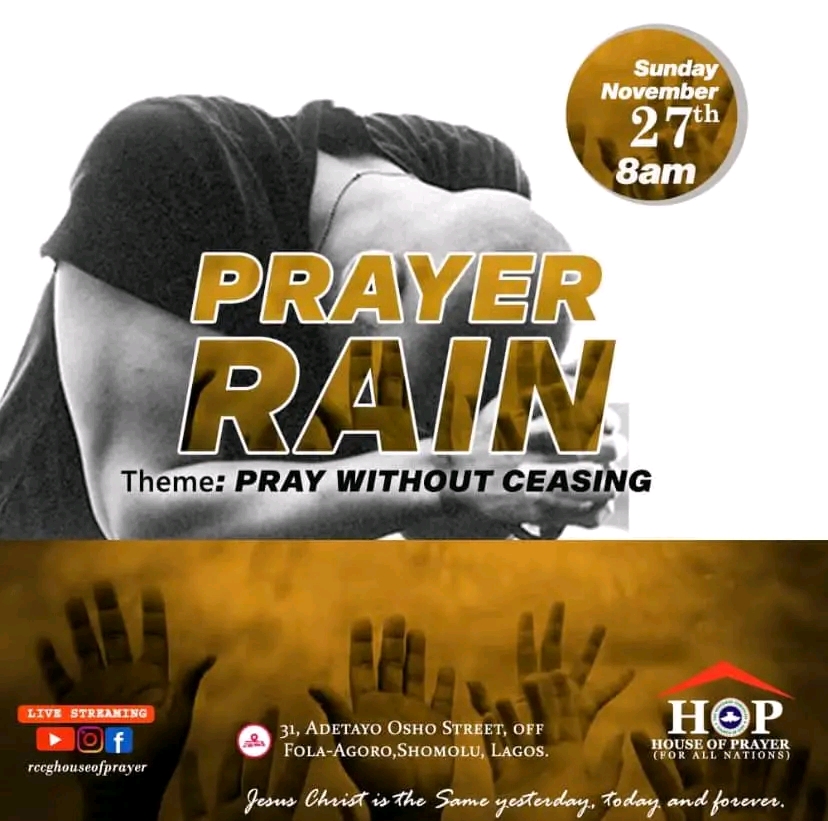 Sunday
November
27th
8am
PRAYER
RAIN
Theme: PRAY WITHOUT CEASING
LIVE STREAMING
rccghouseofprayer
31, ADETAYO OSHO STREET, OFF
FOLA-AGORO,SHOMOLU, LAGOS.
HOP
HOUSE OF PRAYER
(FOR ALL NATIONS)
Jesus Christ is the Same yesterday, today and forever.